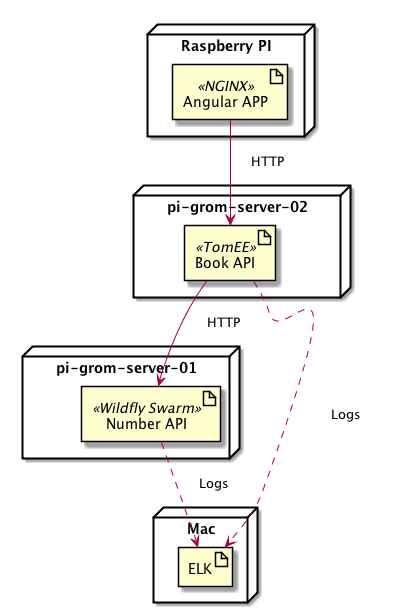 Raspberry PI
«NGINX»
Angular APP
HTTP
pi-grom-server-02
«TomEE»
Book API
HTTP
pi-grom-server-01
«Wildfly Swarm»
Number API
Logs
Logs
Mac
ELK